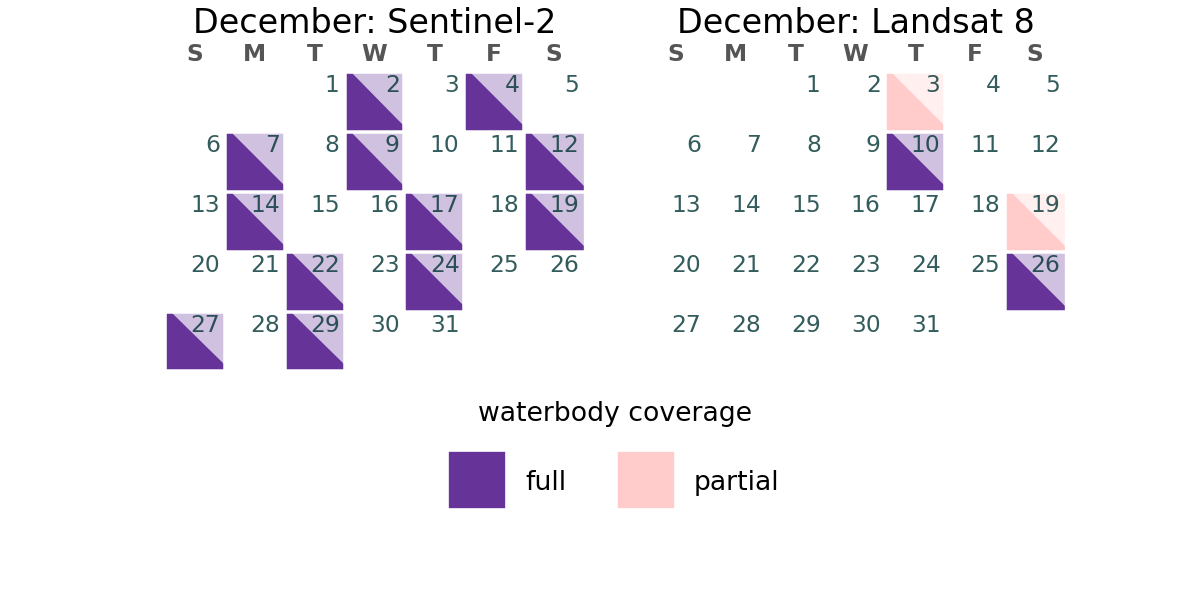 December: Sentinel-2
S M T W T F S
1 2 3 4 5
6 7 8 9 10 11 12
13 14 15 16 17 18 19
20 21 22 23 24 25 26
27 28 29 30 31
December: Landsat 8
S M T W T F S
1 2 3 4 5
6 7 8 9 10 11 12
13 14 15 16 17 18 19
20 21 22 23 24 25 26
27 28 29 30 31
waterbody coverage
full partial